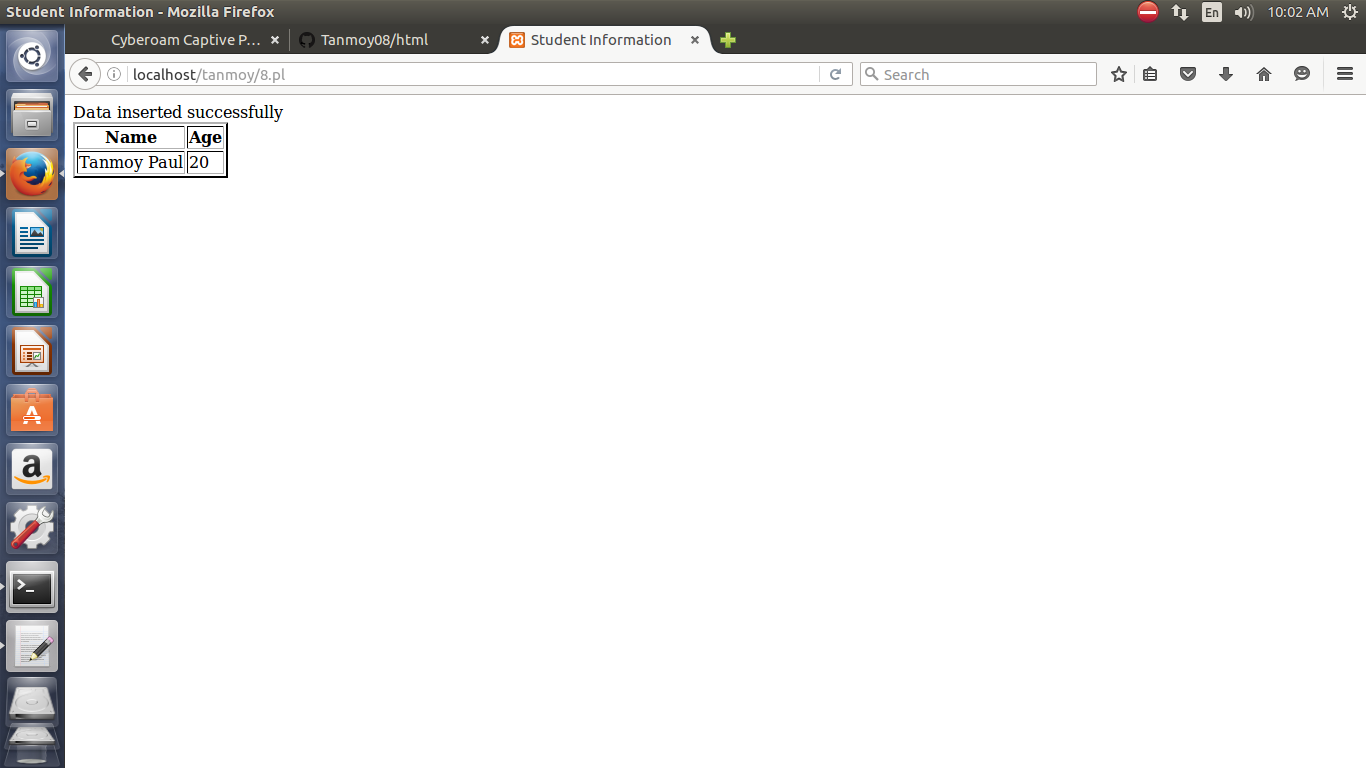 Student Information - Mozilla Firefox
En
10:02 AM
Cyberoam Captive P...
Tanmoy08/html
Student Information
localhost/tanmoy/8.pl
Search
Data inserted successfully
Name Age
Tanmoy Paul 20